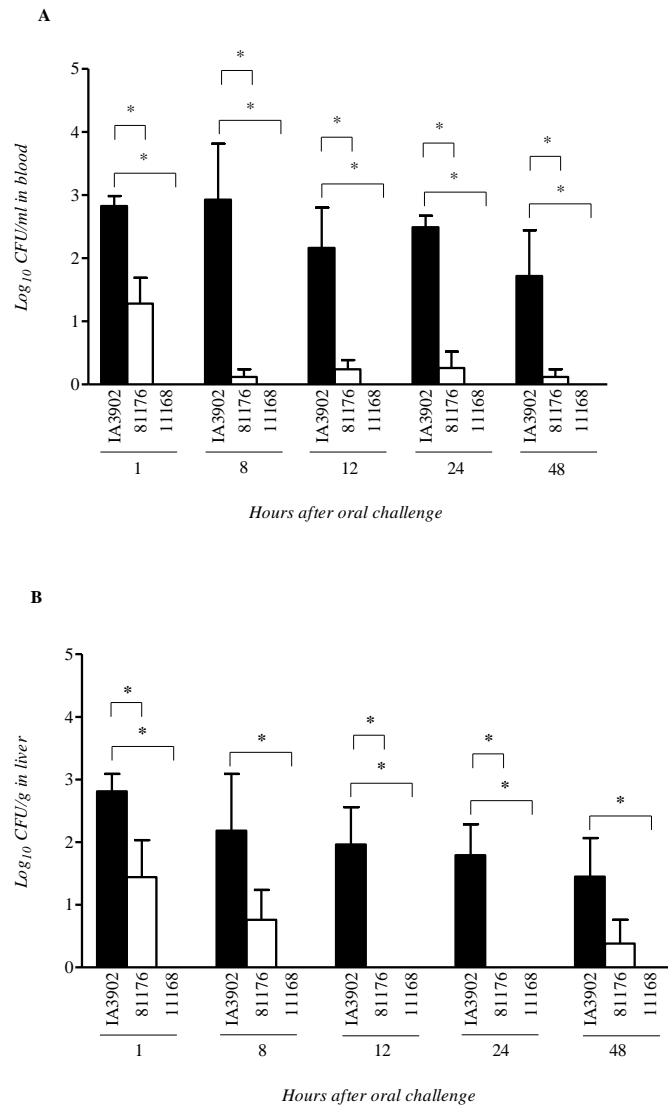 A
* *
* *
* *
* *
* *
5
4
3
2
1
0
Log10 CFU/ml in blood
IA3902 81176 11168 IA3902 81176 11168 IA3902 81176 11168 IA3902 81176 11168 IA3902 81176 11168
1 8 12 24 48
Hours after oral challenge
B
* *
*
* *
* *
*
5
4
3
2
1
0
Log10 CFU/g in liver
IA3902 81176 11168 IA3902 81176 11168 IA3902 81176 11168 IA3902 81176 11168 IA3902 81176 11168
1 8 12 24 48
Hours after oral challenge